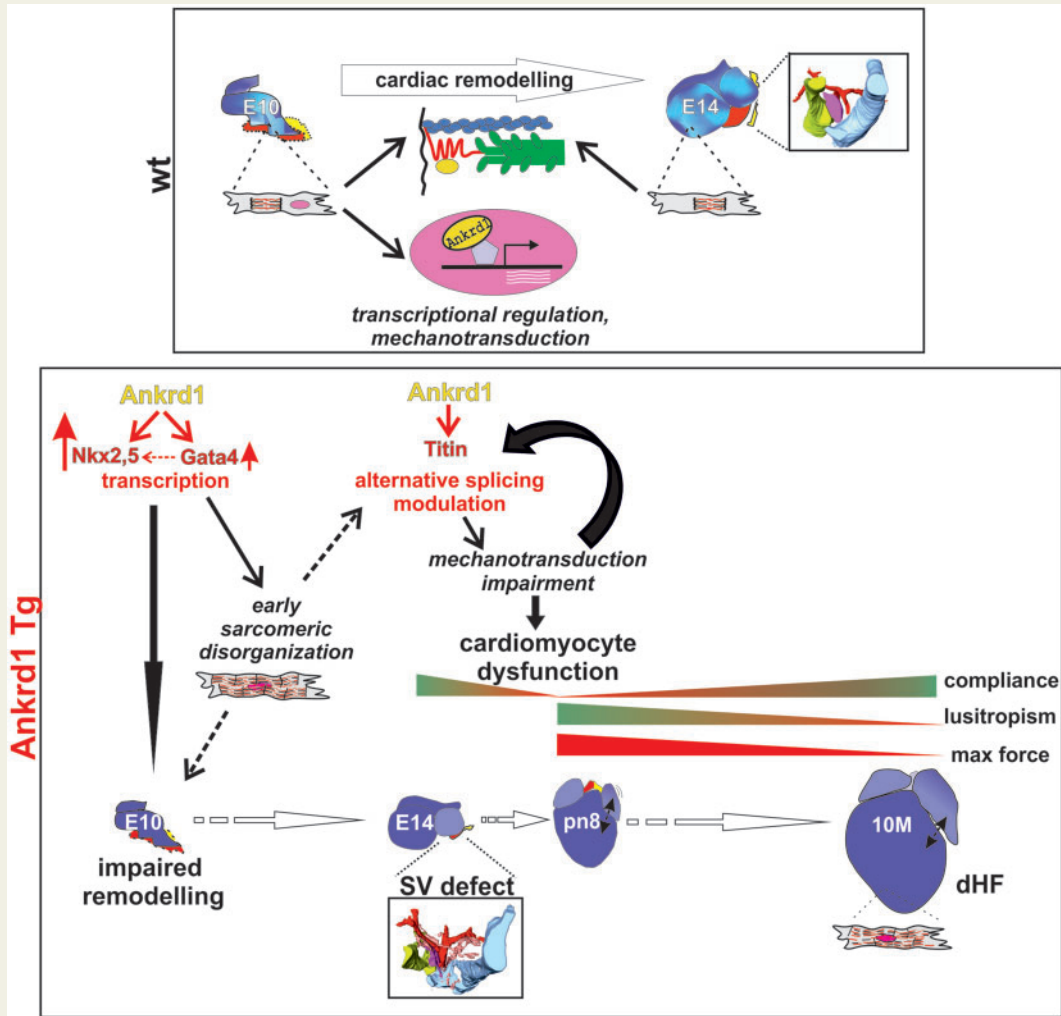 wt
cardiac remodelling
E10
E14
Ankrd1
transcriptional regulation,
mechanotransduction
Ankrd1 Tg
Ankrd1
Nkx2,5
Gata4
transcription
Ankrd1
Titin
alternative splicing
modulation
mechanotransduction
impairment
early
sarcomeric
disorganization
cardiomyocyte
dysfunction
compliance
lusitropism
max force
E10
E14
pn8
10M
impaired
remodelling
SV defect
dHF